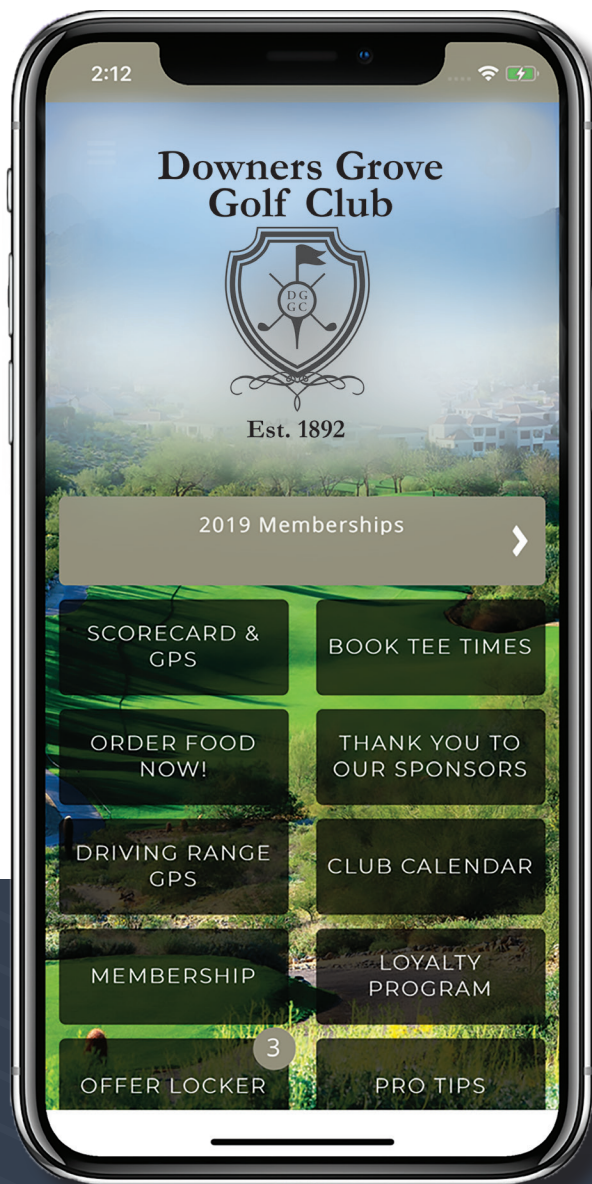 2:12
Downers Grove
Golf Club
DG
GC
Est. 1892
2019 Memberships
SCORECARD &
GPS
BOOK TEE TIMES
ORDER FOOD
NOW!
THANK YOU TO
OUR SPONSORS
DRIVING RANGE
GPS
CLUB CALENDAR
MEMBERSHIP
LOYALTY
PROGRAM
3
OFFER LOCKER
PRO TIPS